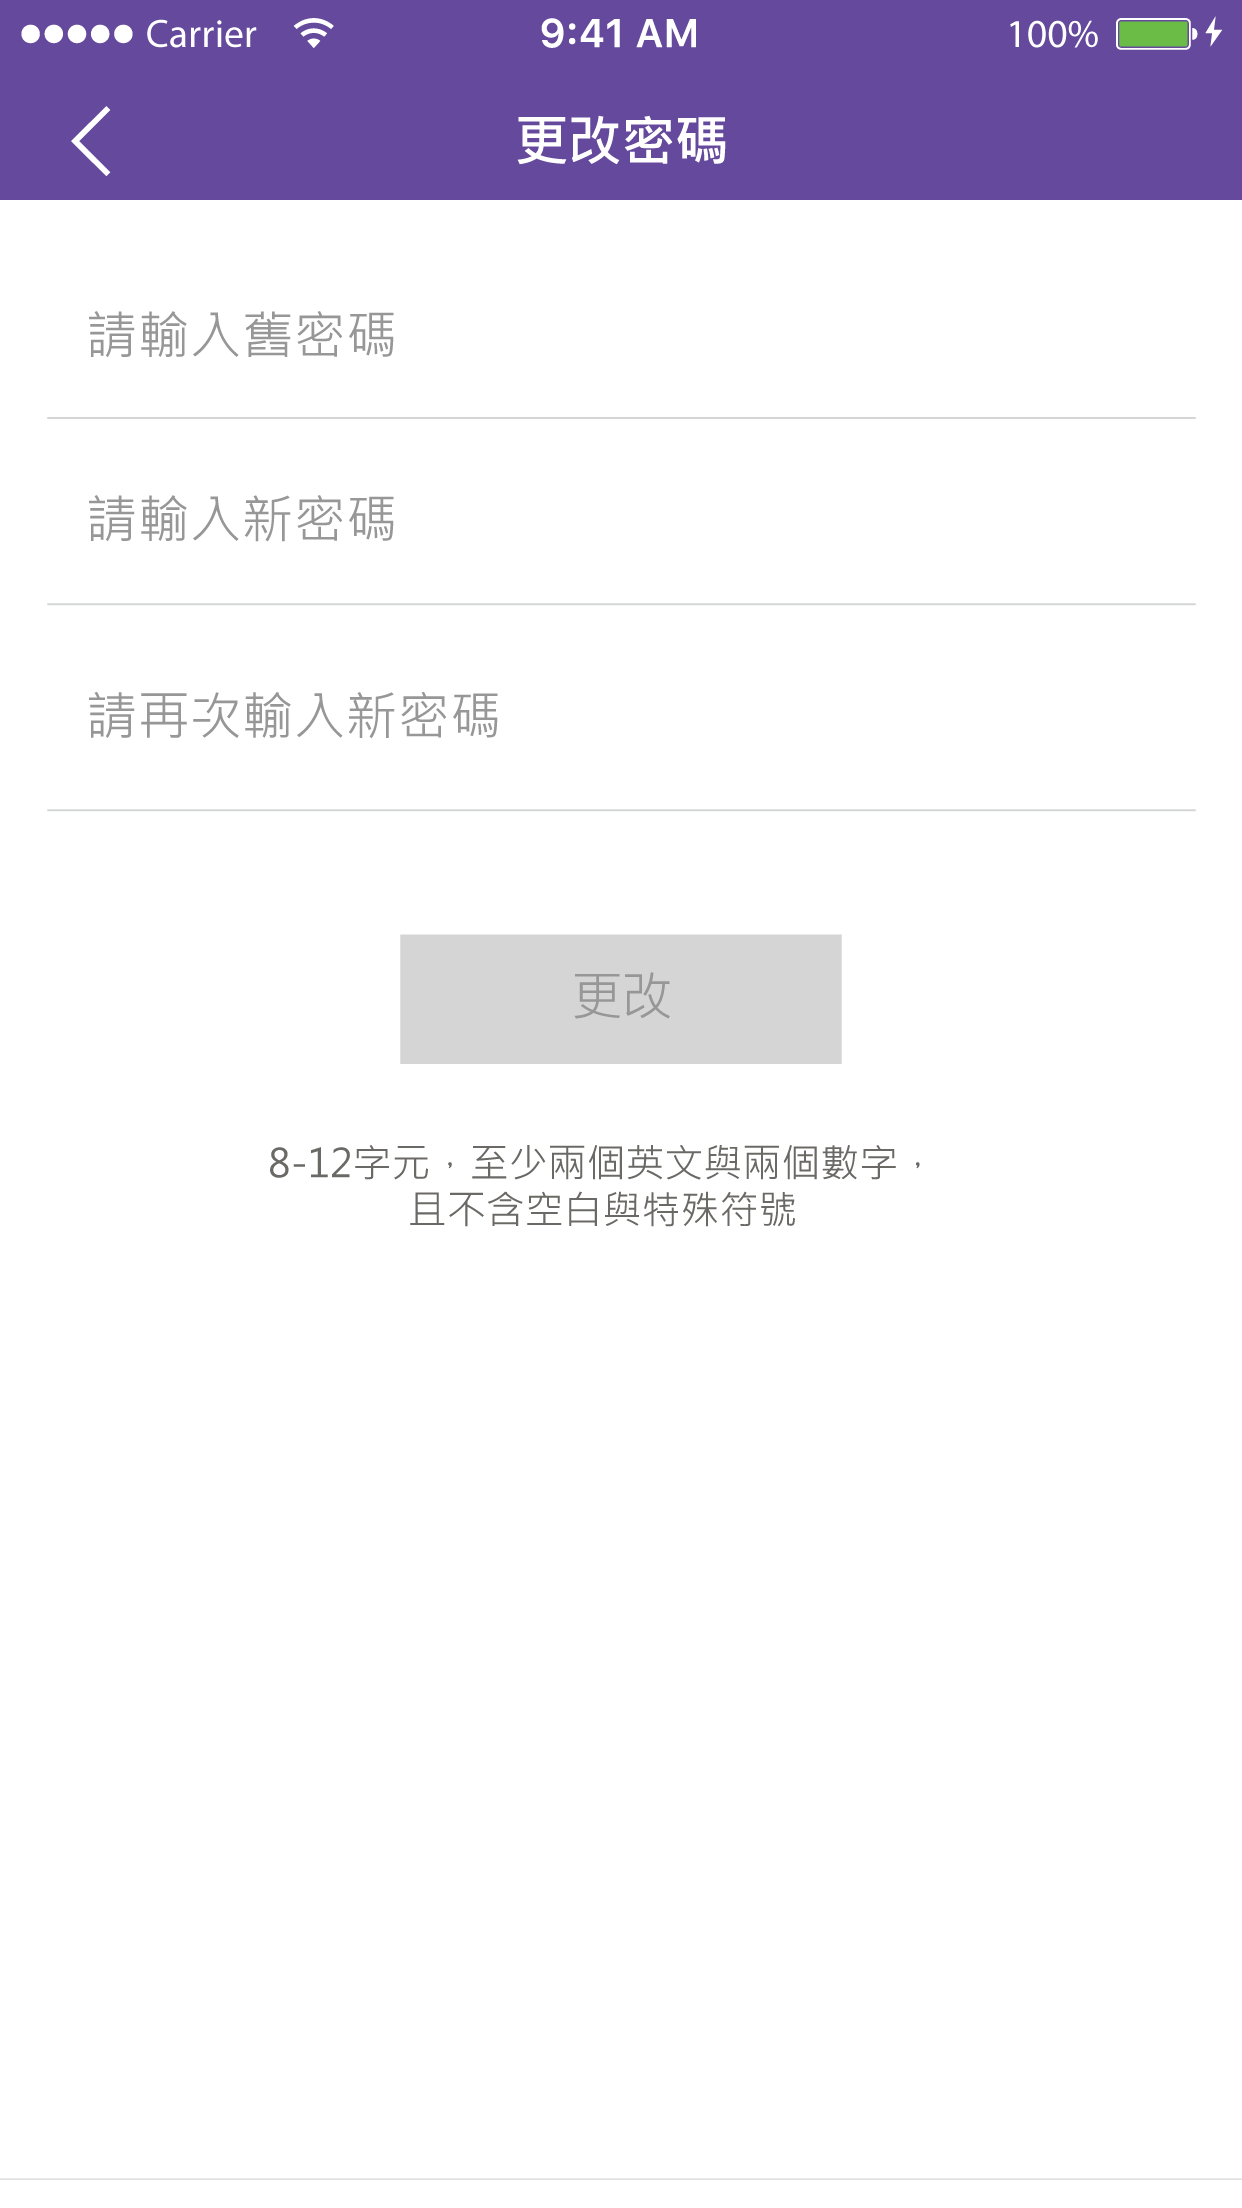 Carrier 9:41 AM 100%
更改密碼
請輸入舊密碼
請輸入新密碼
請再次輸入新密碼
更改
8-12字元，至少兩個英文與兩個數字，
且不含空白與特殊符號